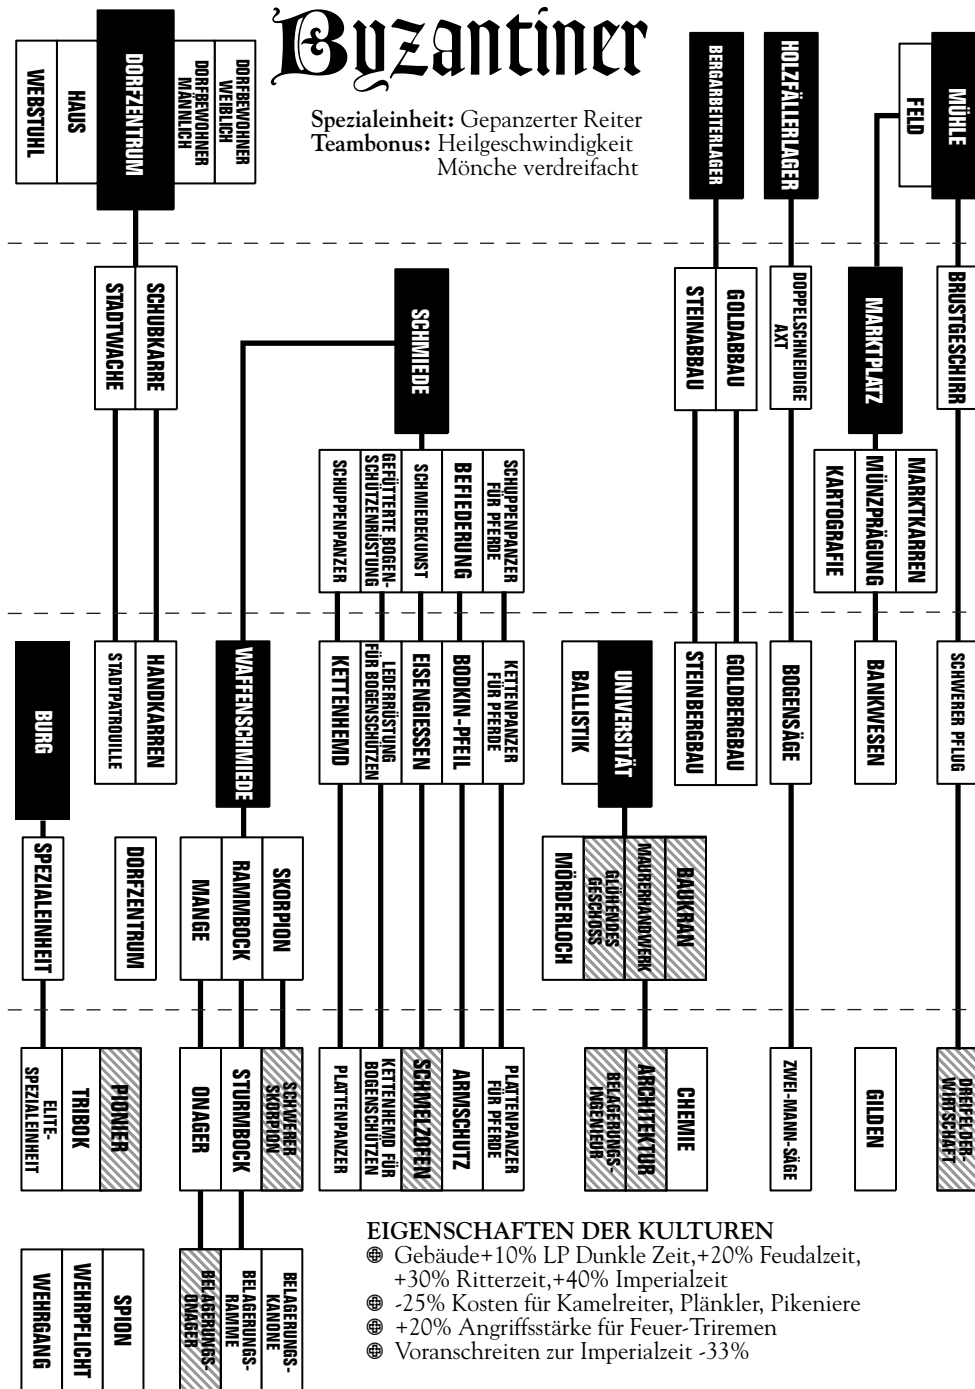 Byzantiner
Spezialeinheit: Gepanzerter Reiter
Teambonus: Heilgeschwindigkeit
Mönche verdreifacht
WEBSTUHL
HAUS
DORFZENTRUM
DORFBEWOHNER
MÄNNLICH
DORFBEWOHNER
WEIBLICH
BERGARBEITERLAGER
HOLZFÄLLERLAGER
FELD
MÜHLE
STADTWACHE
SCHUBKARRE
SCHMIEDE
STEINABBAU
GOLDABBAU
DOPPELSCHNEIDIGE
AXT
MARKTPLATZ
BRUSTGESCHIRR
SCHUPPENPANZER
GEFÜTTERTE BOGEN-
SCHÜTZENRÜSTUNG
SCHMIEDEKUNST
BEFIEDERUNG
SCHUPPENPANZER
FÜR PFERDE
KARTOGRAFIE
MÜNZPRÄGUNG
MARKTKARREN
BURG
STADTPATROUILLE
HANDKARREN
WAFFENSCHMIEDE
KETTENHEMD
LEDERRÜSTUNG
FÜR BOGENSCHÜTZEN
EISENGIESSEN
BODKIN-PFEIL
KETTENPANZER
FÜR PFERDE
BALLISTIK
UNIVERSITÄT
STEINBERGBAU
GOLDBERGBAU
BOGENSÄGE
BANKWESEN
SCHWERER PFLUG
SPEZIALEINHEIT
DORFZENTRUM
MANGE
RAMMBOCK
SKORPION
MÖRDERLOCH
GLÜHENDES
GESCHOSS
MAURERHANDWERK
BAUKRAN
ELITE-
SPEZIALEINHEIT
TRIBOK
PIONIER
ONAGER
STURMBOCK
SCHWERER
SKORPION
PLATTENPANZER
KETTENHEMD FÜR
BOGENSCHÜTZEN
SCHMELZOFEN
ARMSCHUTZ
PLATTENPANZER
FÜR PFERDE
BELAGERUNGS-
INGENIEUR
ARCHITEKTUR
CHEMIE
ZWEI-MANN-SÄGE
GILDEN
DREIFELDER-
WIRTSCHAFT
WEHRGANG
WEHRPFLICHT
SPION
BELAGERUNGS-
ONAGER
BELAGERUNGS-
RAMME
BELAGERUNGS-
KANONE
EIGENSCHAFTEN DER KULTUREN
Gebäude+10% LP Dunkle Zeit,+20% Feudalzeit,
+30% Ritterzeit,+40% Imperialzeit
-25% Kosten für Kamelreiter, Plänkler, Pikeniere
+20% Angriffsstärke für Feuer-Triremen
Voranschreiten zur Imperialzeit -33%